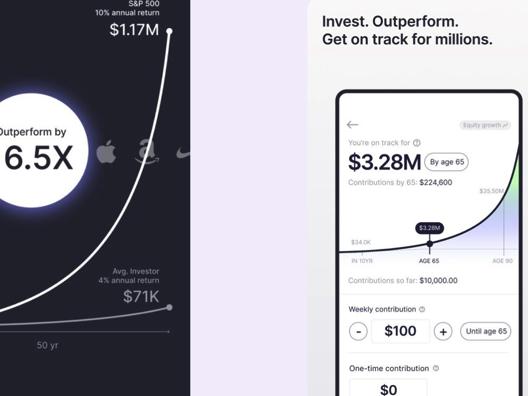 S&P 500
10% annual return
$1.17M
Outperform by
6.5X
Avg. Investor
4% annual return
$71K
50 yr
Invest. Outperform.
Get on track for millions.
Equity growth
You're on track for
$3.28M
By age 65
Contributions by 65: $224,600
$35.50M
$3.28M
$34.0K
IN 10YR
AGE 65
AGE 90
Contributions so far: $10,000.00
Weekly contribution
- $100 +
Until age 65
One-time contribution
$0